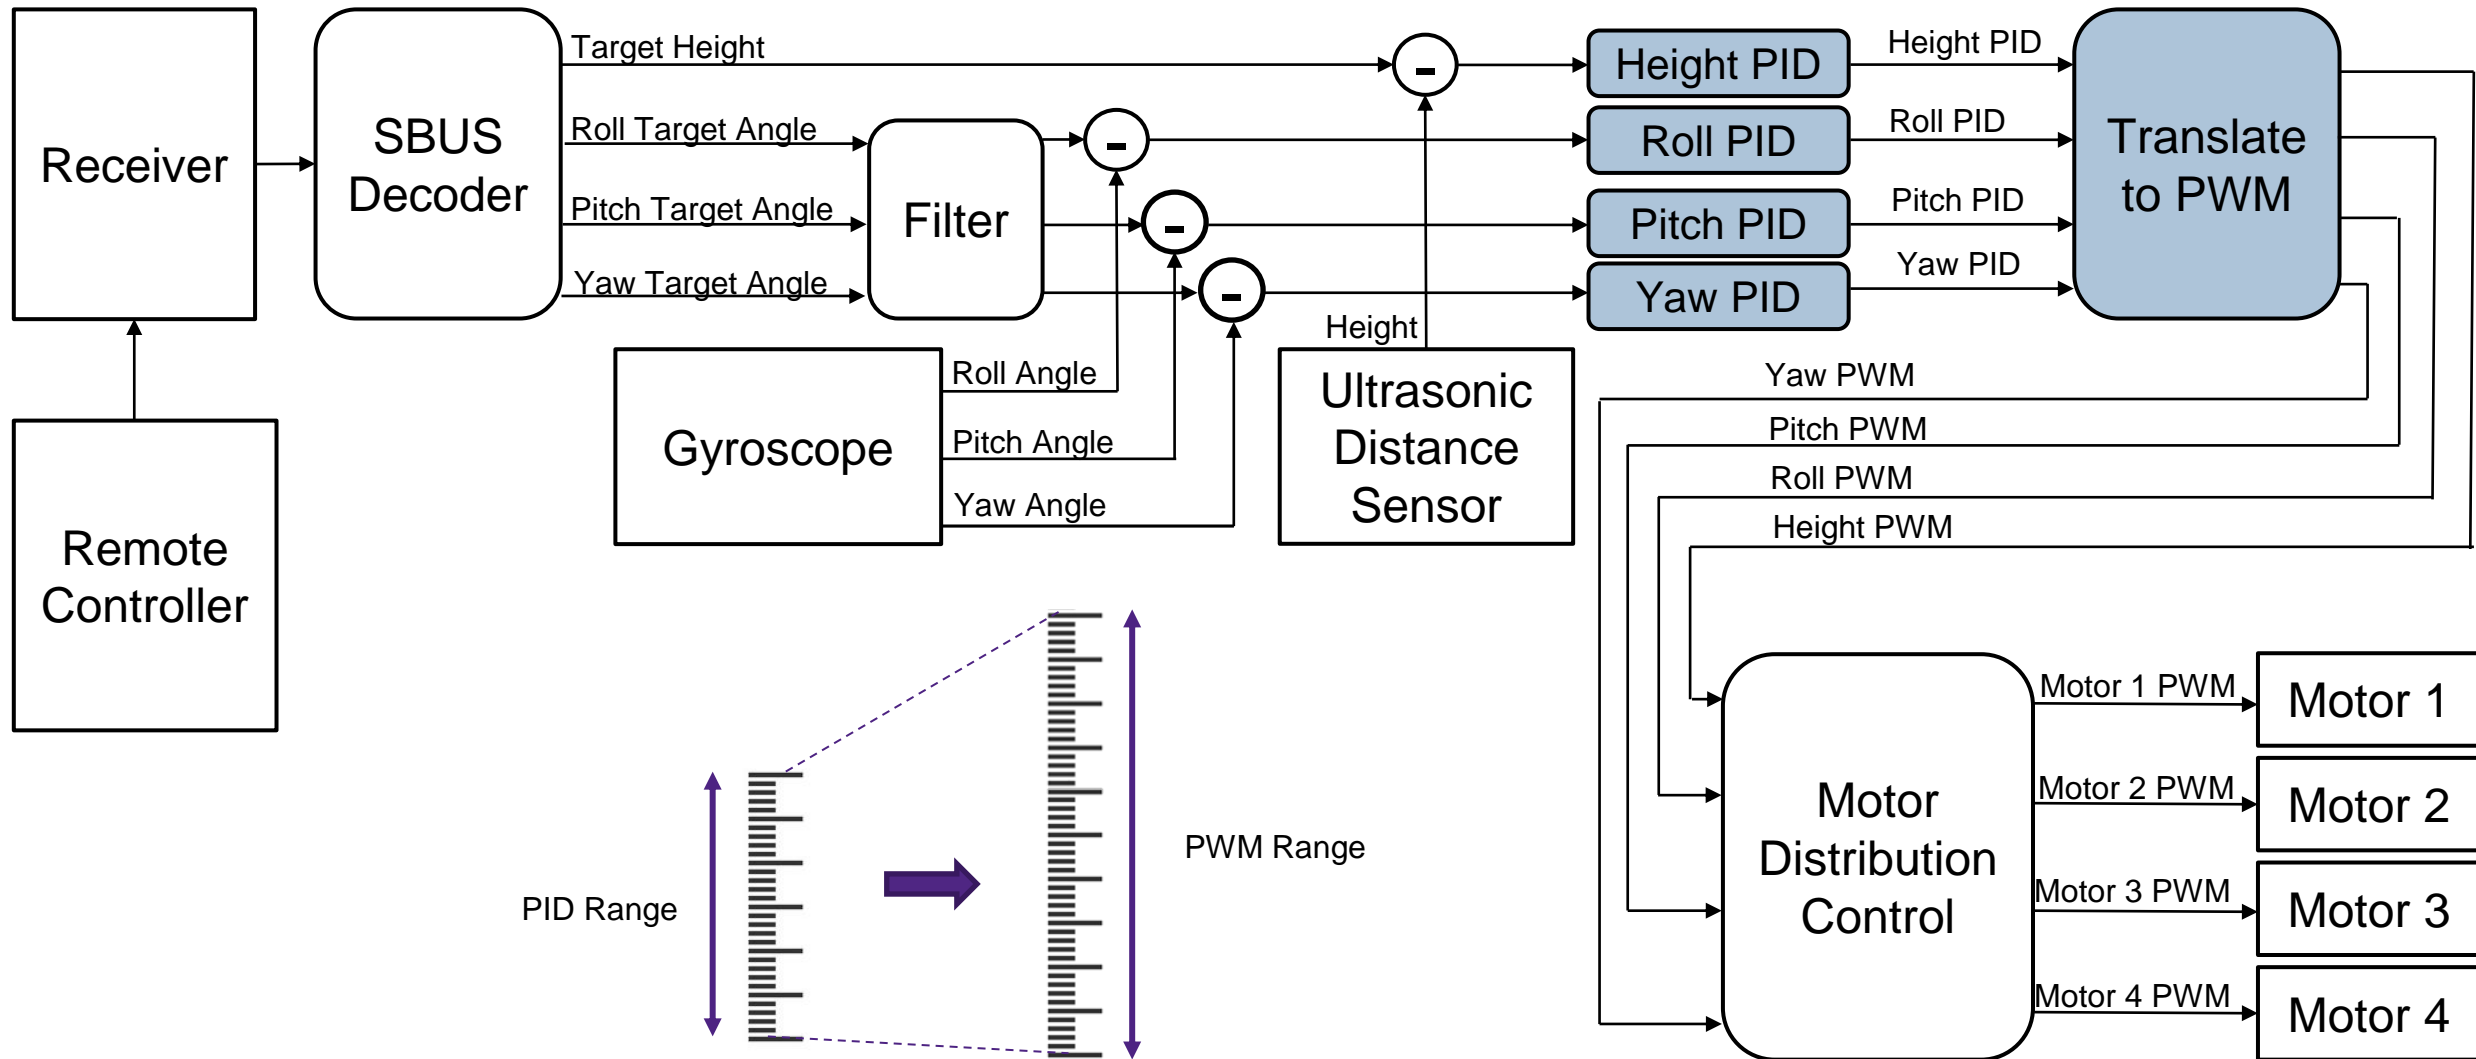 Receiver
SBUS
Decoder
Target Height
Roll Target Angle
Pitch Target Angle
Yaw Target Angle
Filter
-
-
-
-
Height PID
Roll PID
Pitch PID
Yaw PID
Height PID
Roll PID
Pitch PID
Yaw PID
Translate
to PWM
Remote
Controller
Gyroscope
Roll Angle
Pitch Angle
Yaw Angle
Height
Ultrasonic
Distance
Sensor
Yaw PWM
Pitch PWM
Roll PWM
Height PWM
PID Range
PWM Range
Motor
Distribution
Control
Motor 1 PWM
Motor 2 PWM
Motor 3 PWM
Motor 4 PWM
Motor 1
Motor 2
Motor 3
Motor 4